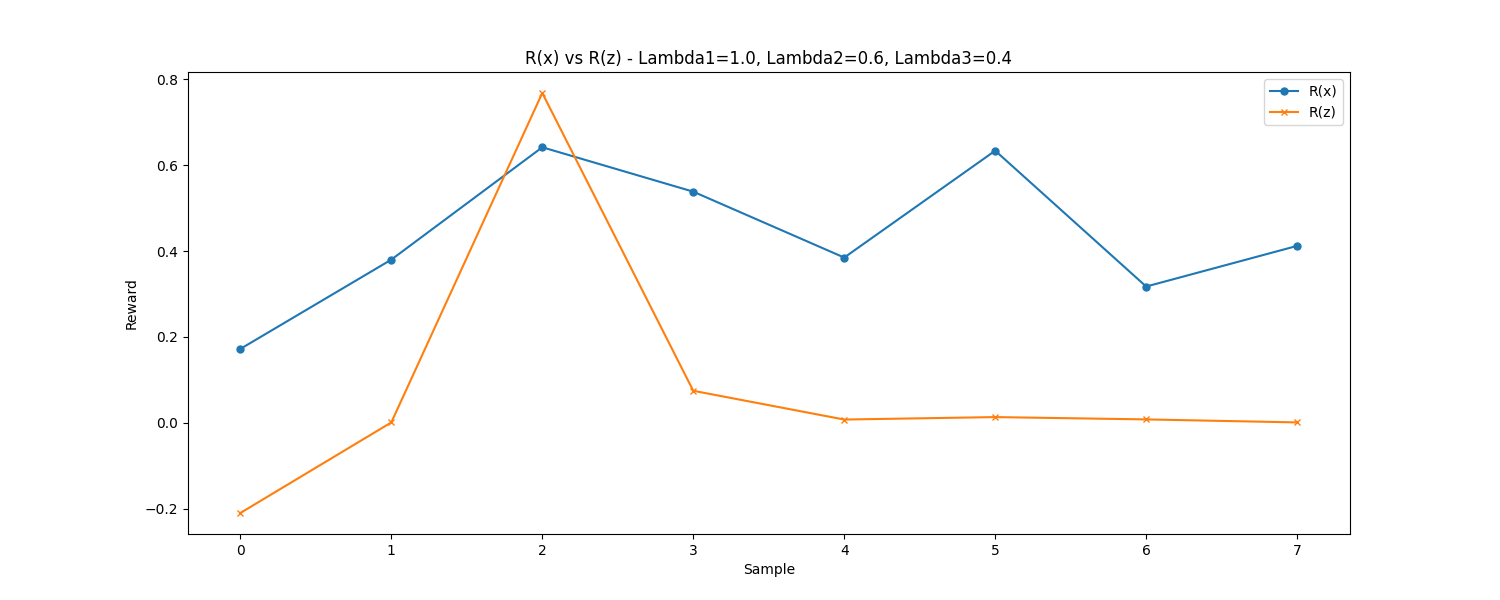 R(x) vs R(z) - Lambda1=1.0, Lambda2=0.6, Lambda3=0.4
R(x)
R(z)
Reward
0.8
0.6
0.4
0.2
0.0
−0.2
0 1 2 3 4 5 6 7
Sample